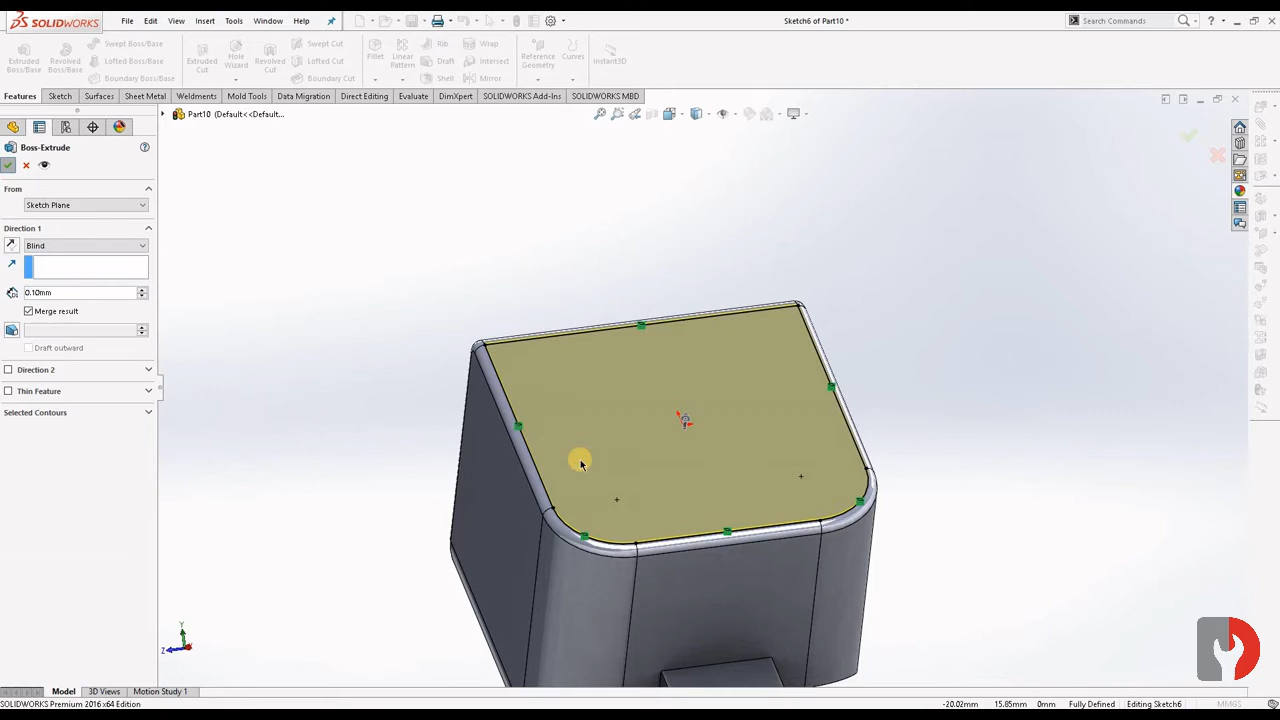 SOLIDWORKS File Edit View Insert Tools Window Help Sketch6 of Part10 * Search Commands ?
Extruded Boss/Base
Revolved Boss/Base
Swept Boss/Base
Lofted Boss/Base
Boundary Boss/Base
Extruded Cut
Hole Wizard
Revolved Cut
Swept Cut
Lofted Cut
Boundary Cut
Fillet
Linear Pattern
Rib
Draft
Shell
Wrap
Intersect
Mirror
Reference Geometry
Curves
Instant3D
Features Sketch Surfaces Sheet Metal Weldments Mold Tools Data Migration Direct Editing Evaluate DimXpert SOLIDWORKS Add-Ins SOLIDWORKS MBD
Part10 (Default<<Default...
Boss-Extrude
From
Sketch Plane
Direction 1
Blind
0.10mm
Merge result
Draft outward
Direction 2
Thin Feature
Selected Contours
Y
Z
Model 3D Views Motion Study 1
SOLIDWORKS Premium 2016 x64 Edition -20.02mm 15.85mm 0mm Fully Defined Editing Sketch6 MMGS